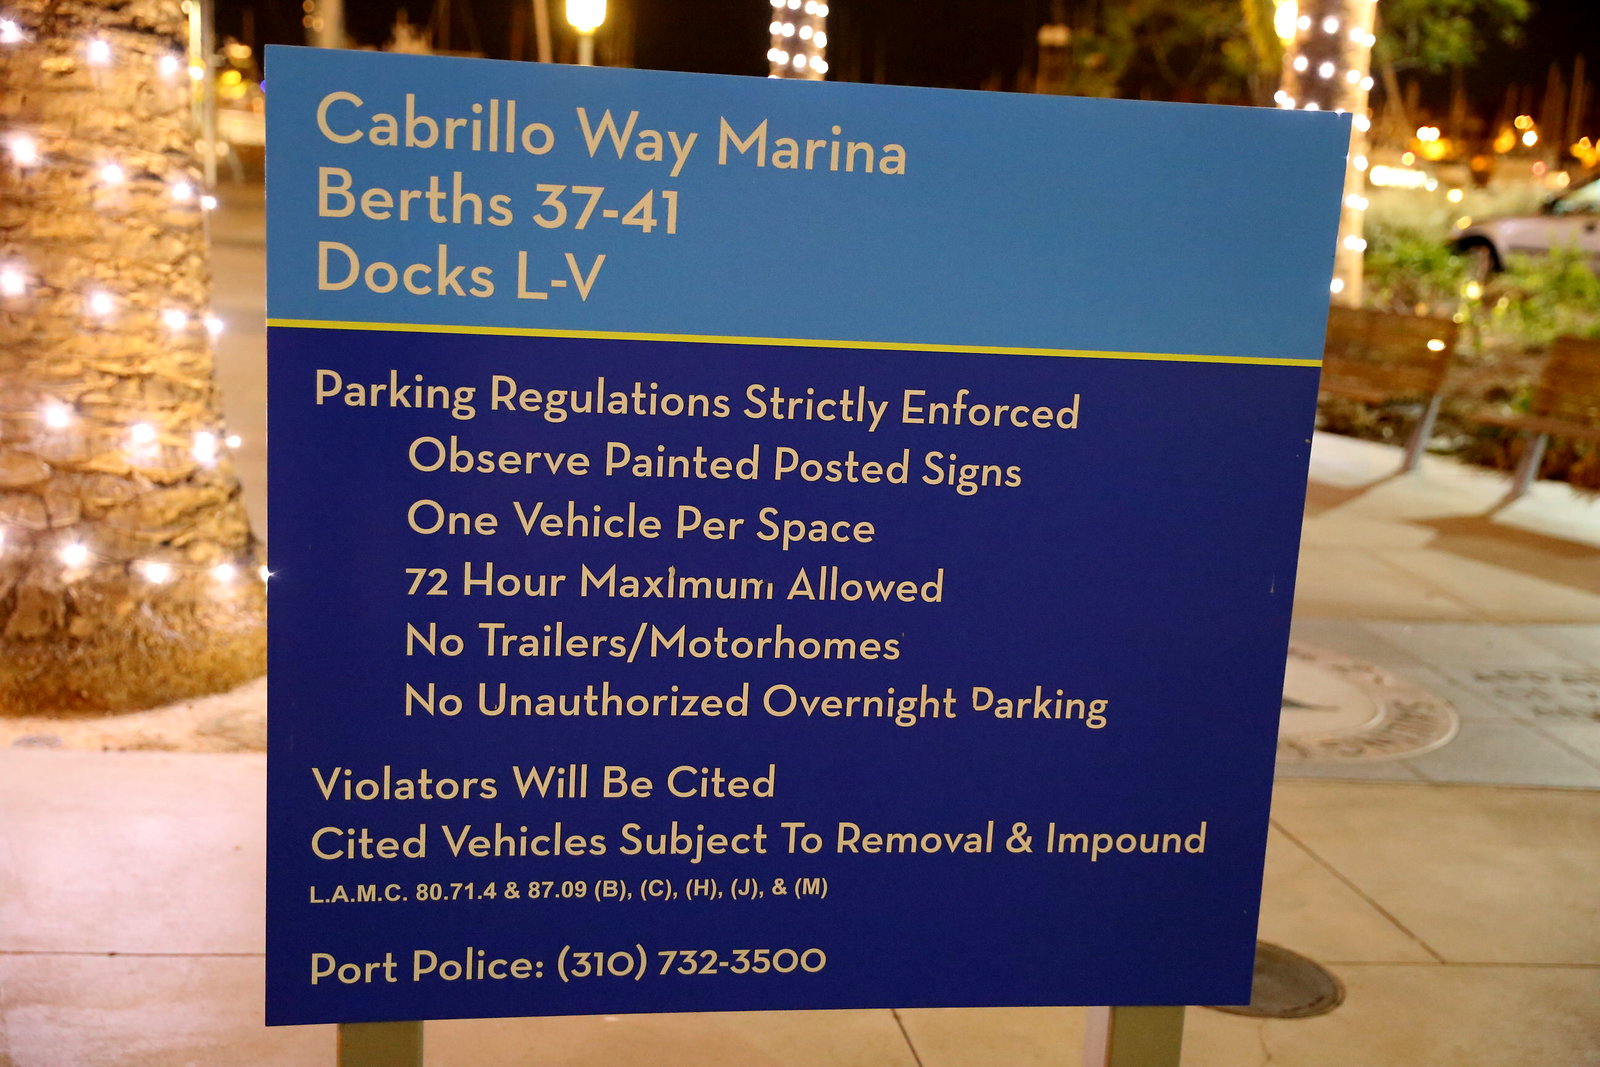 Cabrillo Way Marina
Berths 37-41
Docks L-V
Parking Regulations Strictly Enforced
Observe Painted Posted Signs
One Vehicle Per Space
72 Hour Maximum Allowed
No Trailers/Motorhomes
No Unauthorized Overnight Parking
Violators Will Be Cited
Cited Vehicles Subject To Removal & Impound
L.A.M.C. 80.71.4 & 87.09 (B), (C), (H), (J), & (M)
Port Police: (310) 732-3500